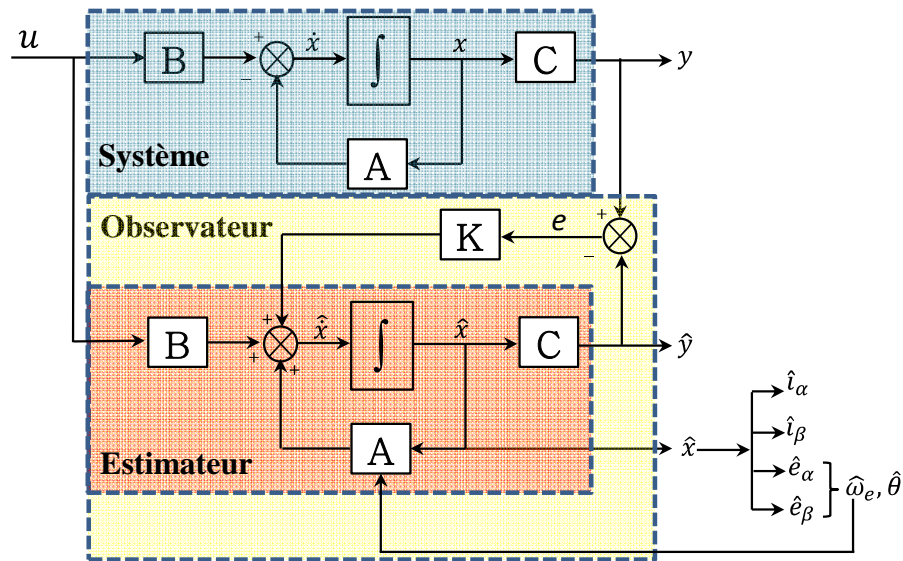 u
B
+
−
ẋ
∫
x
C
y
A
Système
Observateur
K
e
+
−
B
+
+
+
x̂̇
∫
x̂
C
ŷ
A
Estimateur
x̂
î_α
î_β
ê_α
ê_β
ω̂_e, θ̂